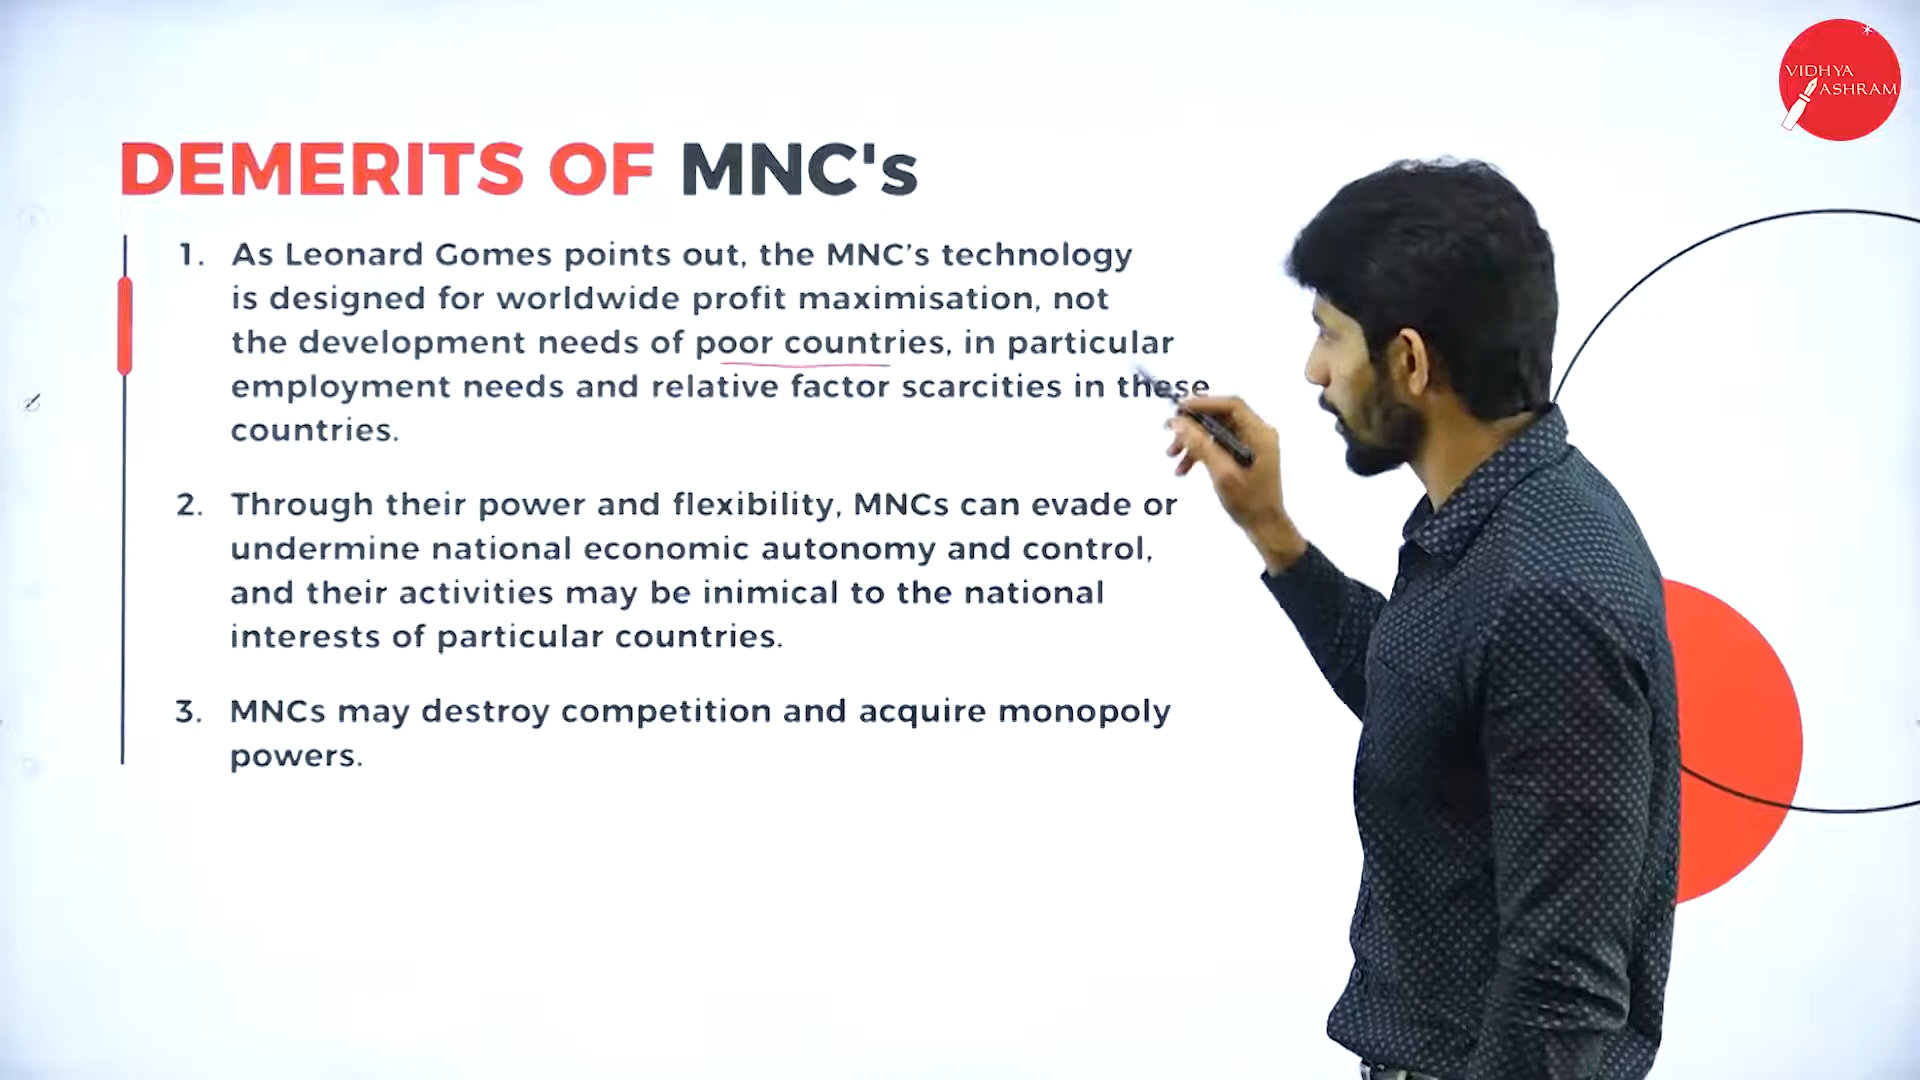 VIDHYA
ASHRAM
DEMERITS OF MNC's
1. As Leonard Gomes points out, the MNC's technology
is designed for worldwide profit maximisation, not
the development needs of poor countries, in particular
employment needs and relative factor scarcities in these
countries.
2. Through their power and flexibility, MNCs can evade or
undermine national economic autonomy and control,
and their activities may be inimical to the national
interests of particular countries.
3. MNCs may destroy competition and acquire monopoly
powers.